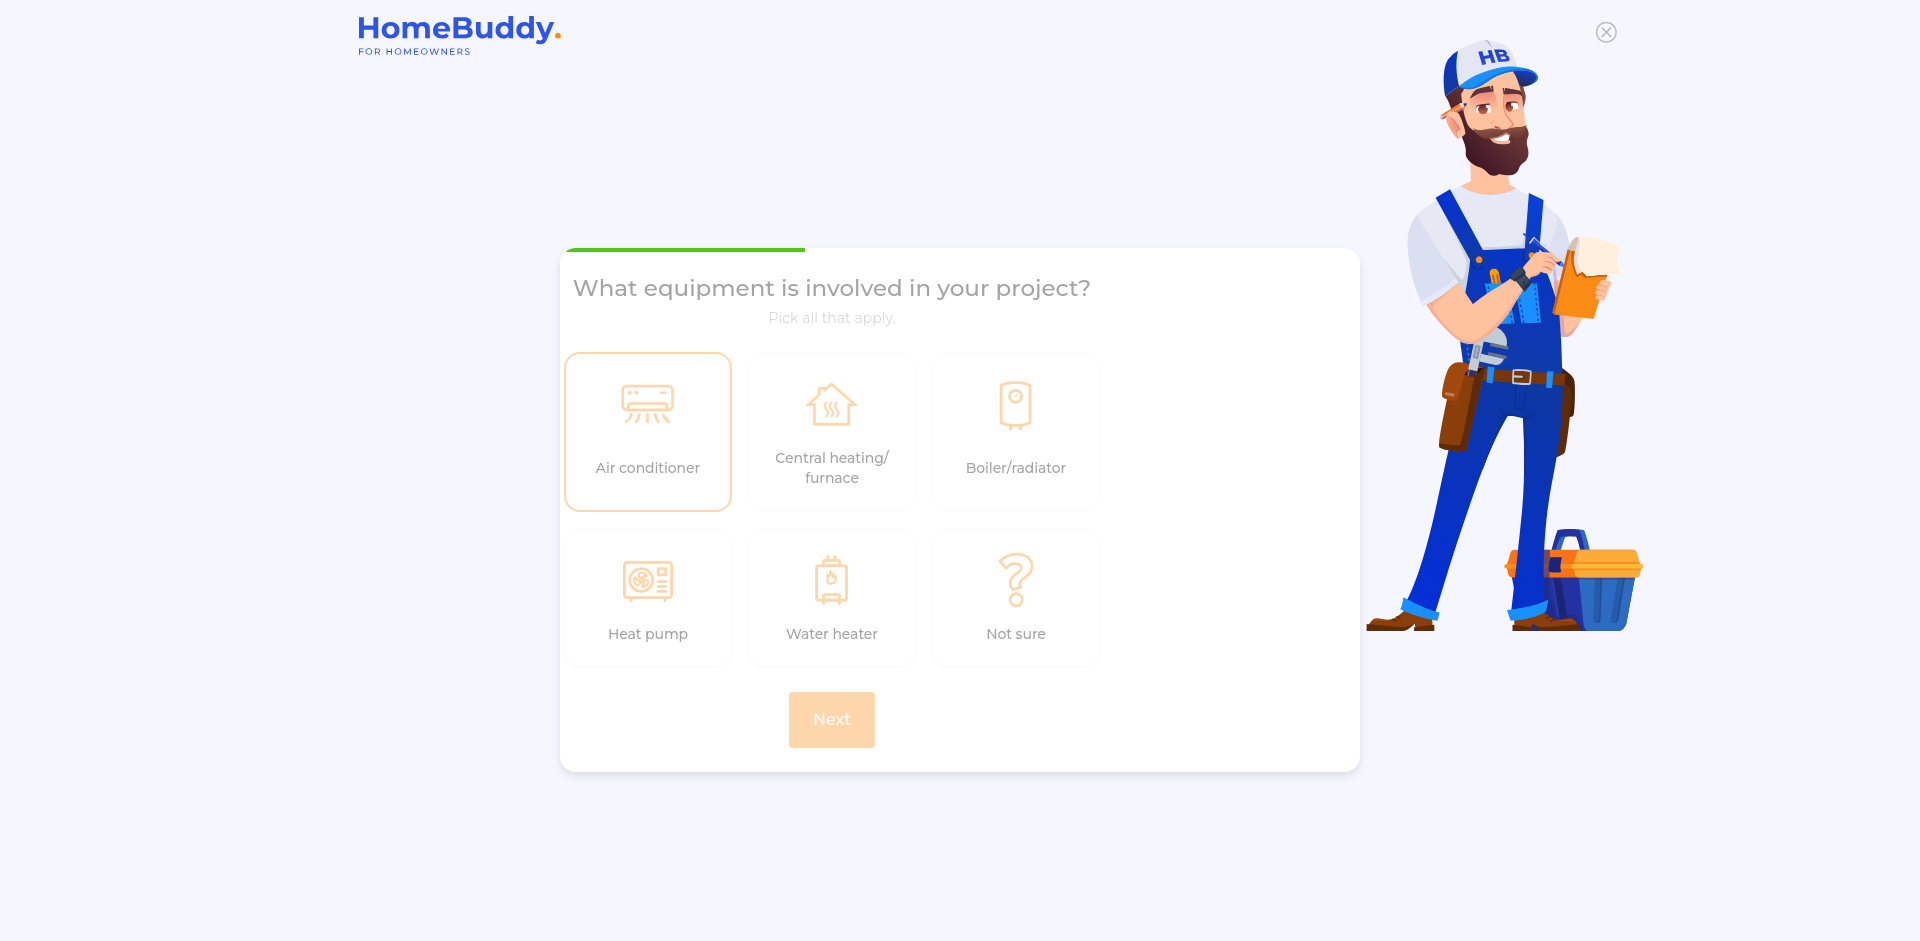 HomeBuddy.
FOR HOMEOWNERS
HB
What equipment is involved in your project?
Pick all that apply.
Air conditioner
Central heating/
furnace
Boiler/radiator
Heat pump
Water heater
Not sure
Next